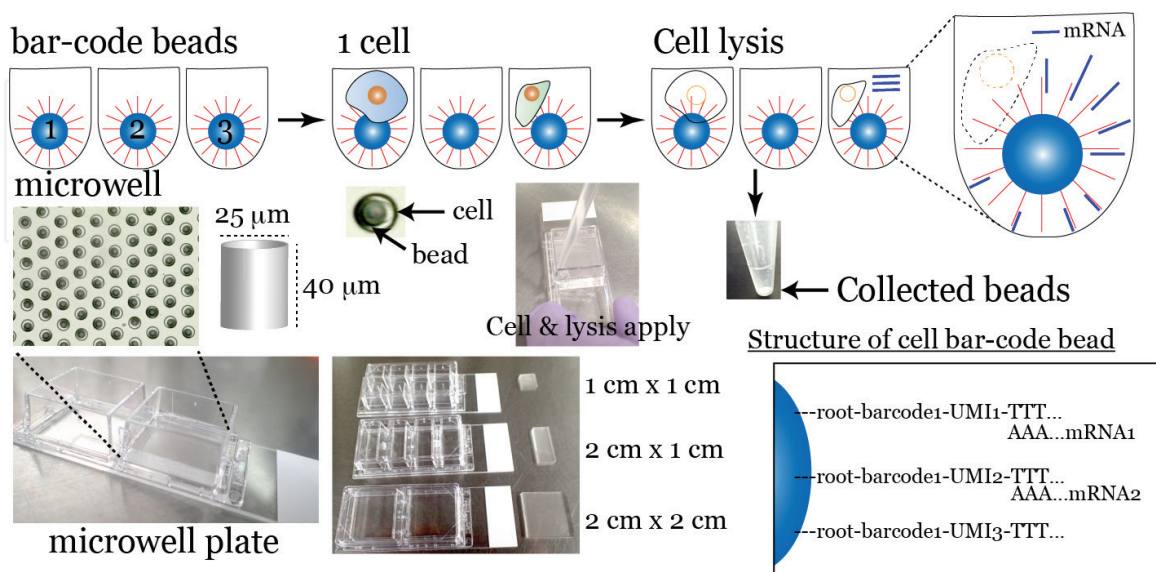 bar-code beads
1 cell
Cell lysis
mRNA
1
2
3
microwell
25 μm
40 μm
cell
bead
Cell & lysis apply
Collected beads
Structure of cell bar-code bead
---root-barcode1-UMI1-TTT...
AAA...mRNA1
---root-barcode1-UMI2-TTT...
AAA...mRNA2
---root-barcode1-UMI3-TTT...
1 cm x 1 cm
2 cm x 1 cm
2 cm x 2 cm
microwell plate